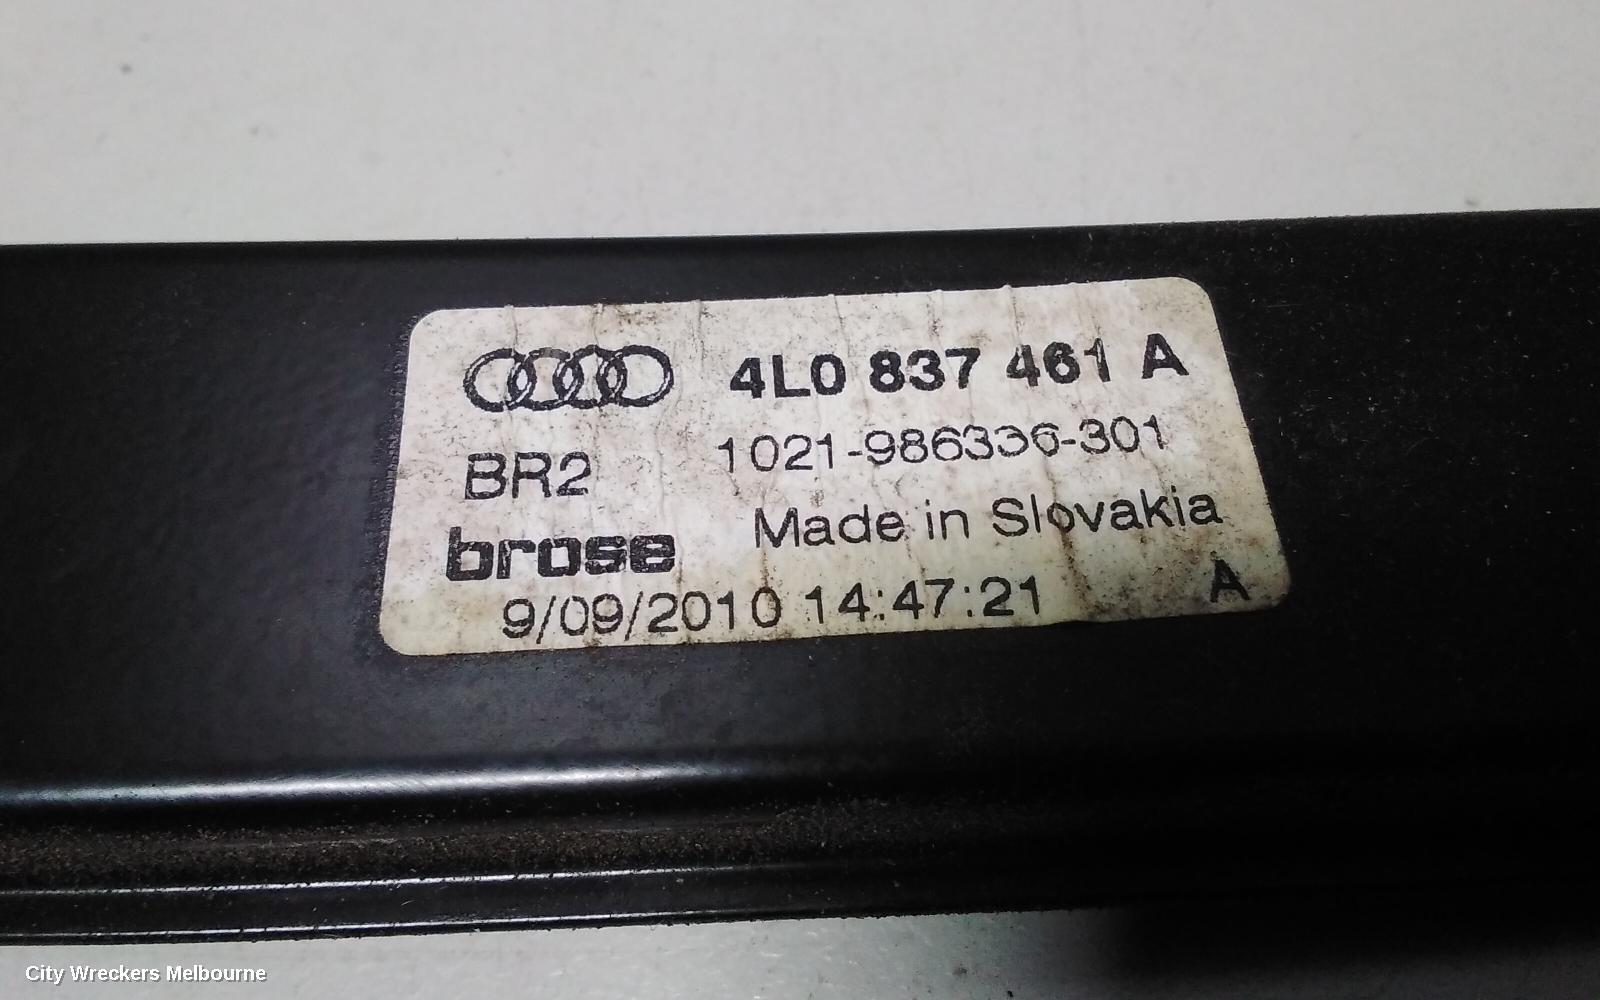 4L0 837 461 A
BR2 1021-986336-301
brose Made in Slovakia
9/09/2010 14:47:21 A
City Wreckers Melbourne